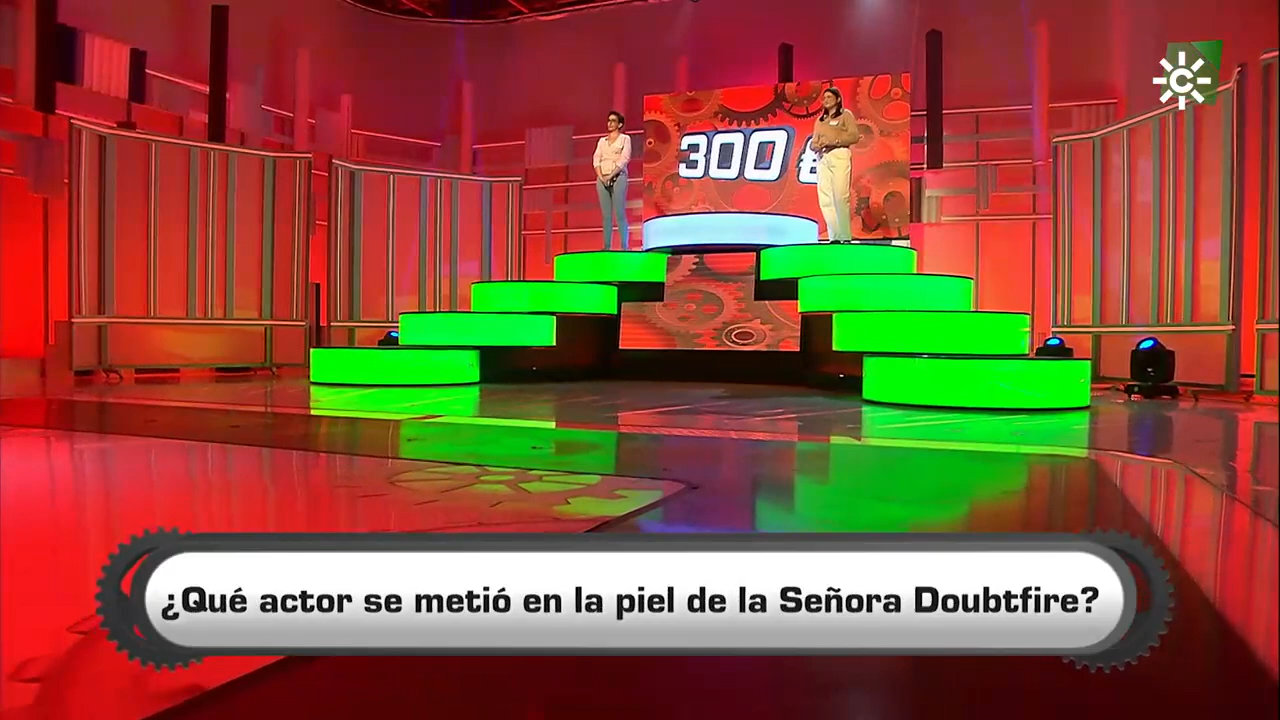 300 €
¿Qué actor se metió en la piel de la Señora Doubtfire?